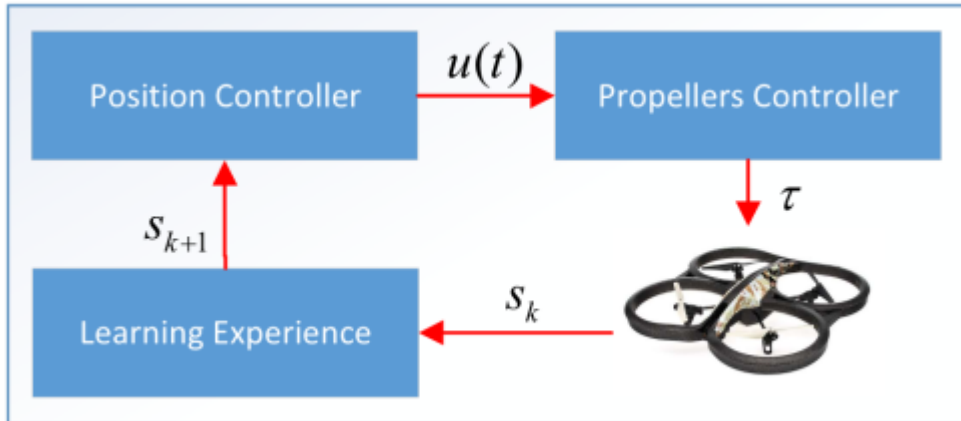 Position Controller
u(t)
Propellers Controller
τ
s_{k+1}
Learning Experience
s_k